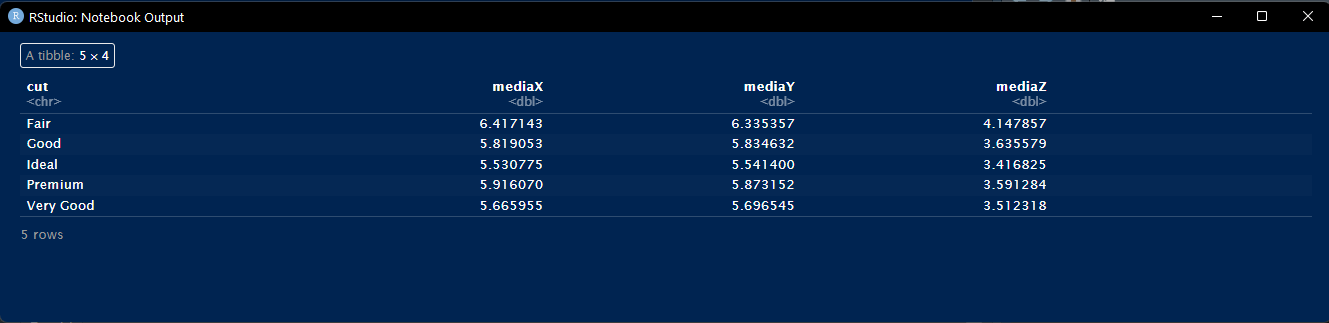 R RStudio: Notebook Output
A tibble: 5 × 4
cut mediaX mediaY mediaZ
<chr> <dbl> <dbl> <dbl>
Fair 6.417143 6.335357 4.147857
Good 5.819053 5.834632 3.635579
Ideal 5.530775 5.541400 3.416825
Premium 5.916070 5.873152 3.591284
Very Good 5.665955 5.696545 3.512318
5 rows